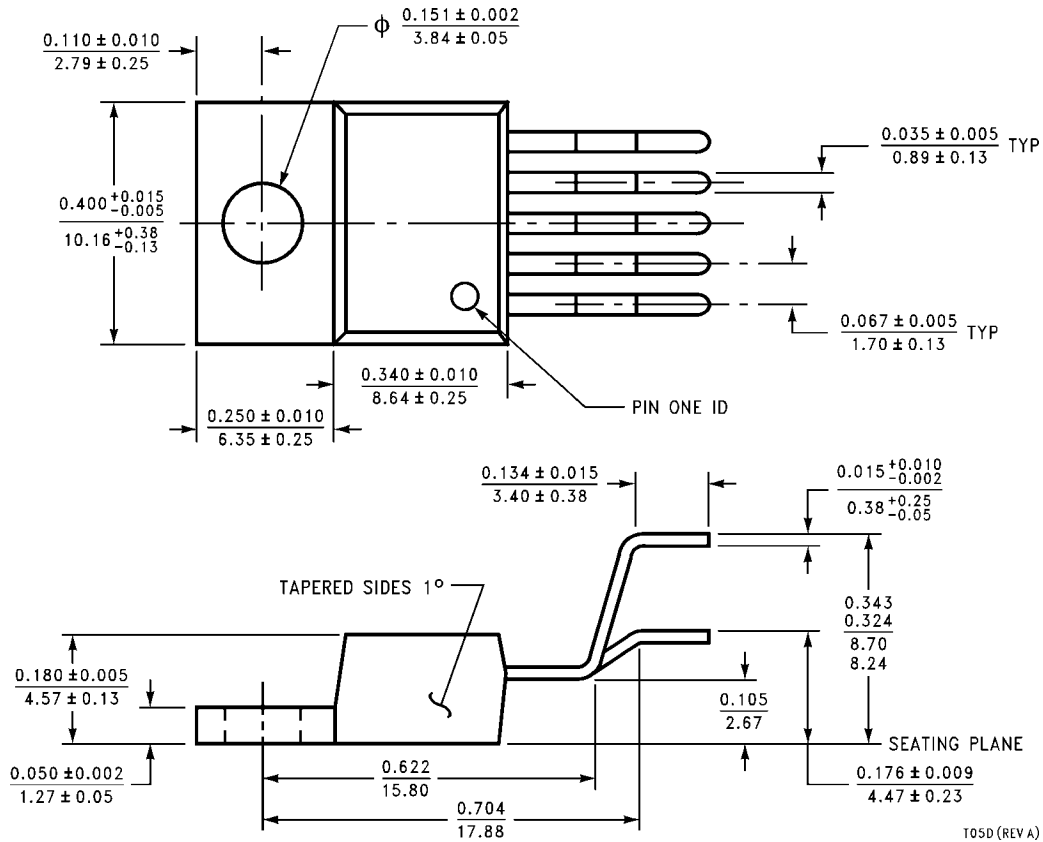 ϕ 0.151 ± 0.002
3.84 ± 0.05
0.110 ± 0.010
2.79 ± 0.25
0.035 ± 0.005 TYP
0.89 ± 0.13
0.400 +0.015 -0.005
10.16 +0.38 -0.13
0.067 ± 0.005 TYP
1.70 ± 0.13
0.340 ± 0.010
8.64 ± 0.25
PIN ONE ID
0.250 ± 0.010
6.35 ± 0.25
0.134 ± 0.015
3.40 ± 0.38
0.015 +0.010 -0.002
0.38 +0.25 -0.05
TAPERED SIDES 1°
0.343
0.324
8.70
8.24
0.180 ± 0.005
4.57 ± 0.13
0.105
2.67
SEATING PLANE
0.050 ± 0.002
1.27 ± 0.05
0.622
15.80
0.176 ± 0.009
4.47 ± 0.23
0.704
17.88
T05D (REV A)